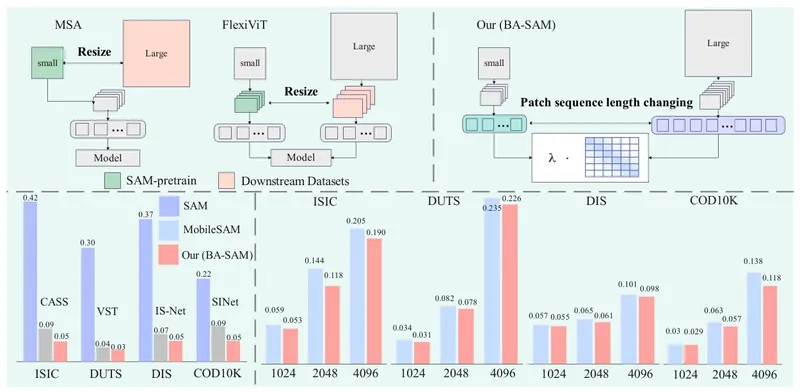 MSA
small
Resize
Large
...
Model
FlexiViT
small
Large
Resize
...
...
Model
SAM-pretrain
Downstream Datasets
Our (BA-SAM)
small
Large
Patch sequence length changing
...
...
λ ·
0.42
0.30
0.37
0.22
SAM
MobileSAM
Our (BA-SAM)
CASS
VST
IS-Net
SINet
0.09
0.05
0.04
0.03
0.07
0.05
0.09
0.05
ISIC
DUTS
DIS
COD10K
ISIC
0.059
0.053
0.144
0.118
0.205
0.190
1024
2048
4096
DUTS
0.034
0.031
0.082
0.078
0.235
0.226
1024
2048
4096
DIS
0.057
0.055
0.065
0.061
0.101
0.098
1024
2048
4096
COD10K
0.03
0.029
0.063
0.057
0.138
0.118
1024
2048
4096